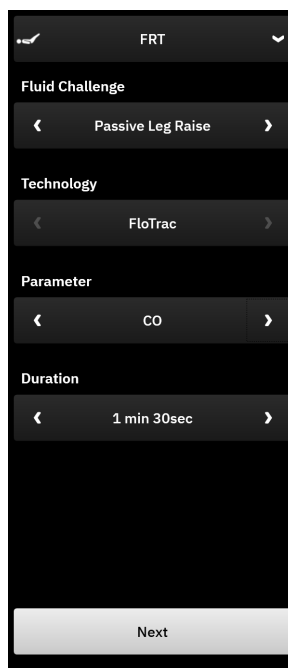 FRT
Fluid Challenge
Passive Leg Raise
Technology
FloTrac
Parameter
CO
Duration
1 min 30sec
Next